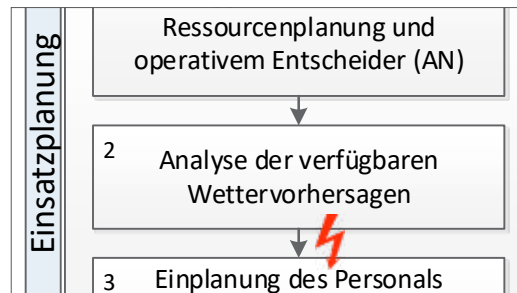 Einsatzplanung
Ressourcenplanung und
operativem Entscheider (AN)
2
Analyse der verfügbaren
Wettervorhersagen
3
Einplanung des Personals